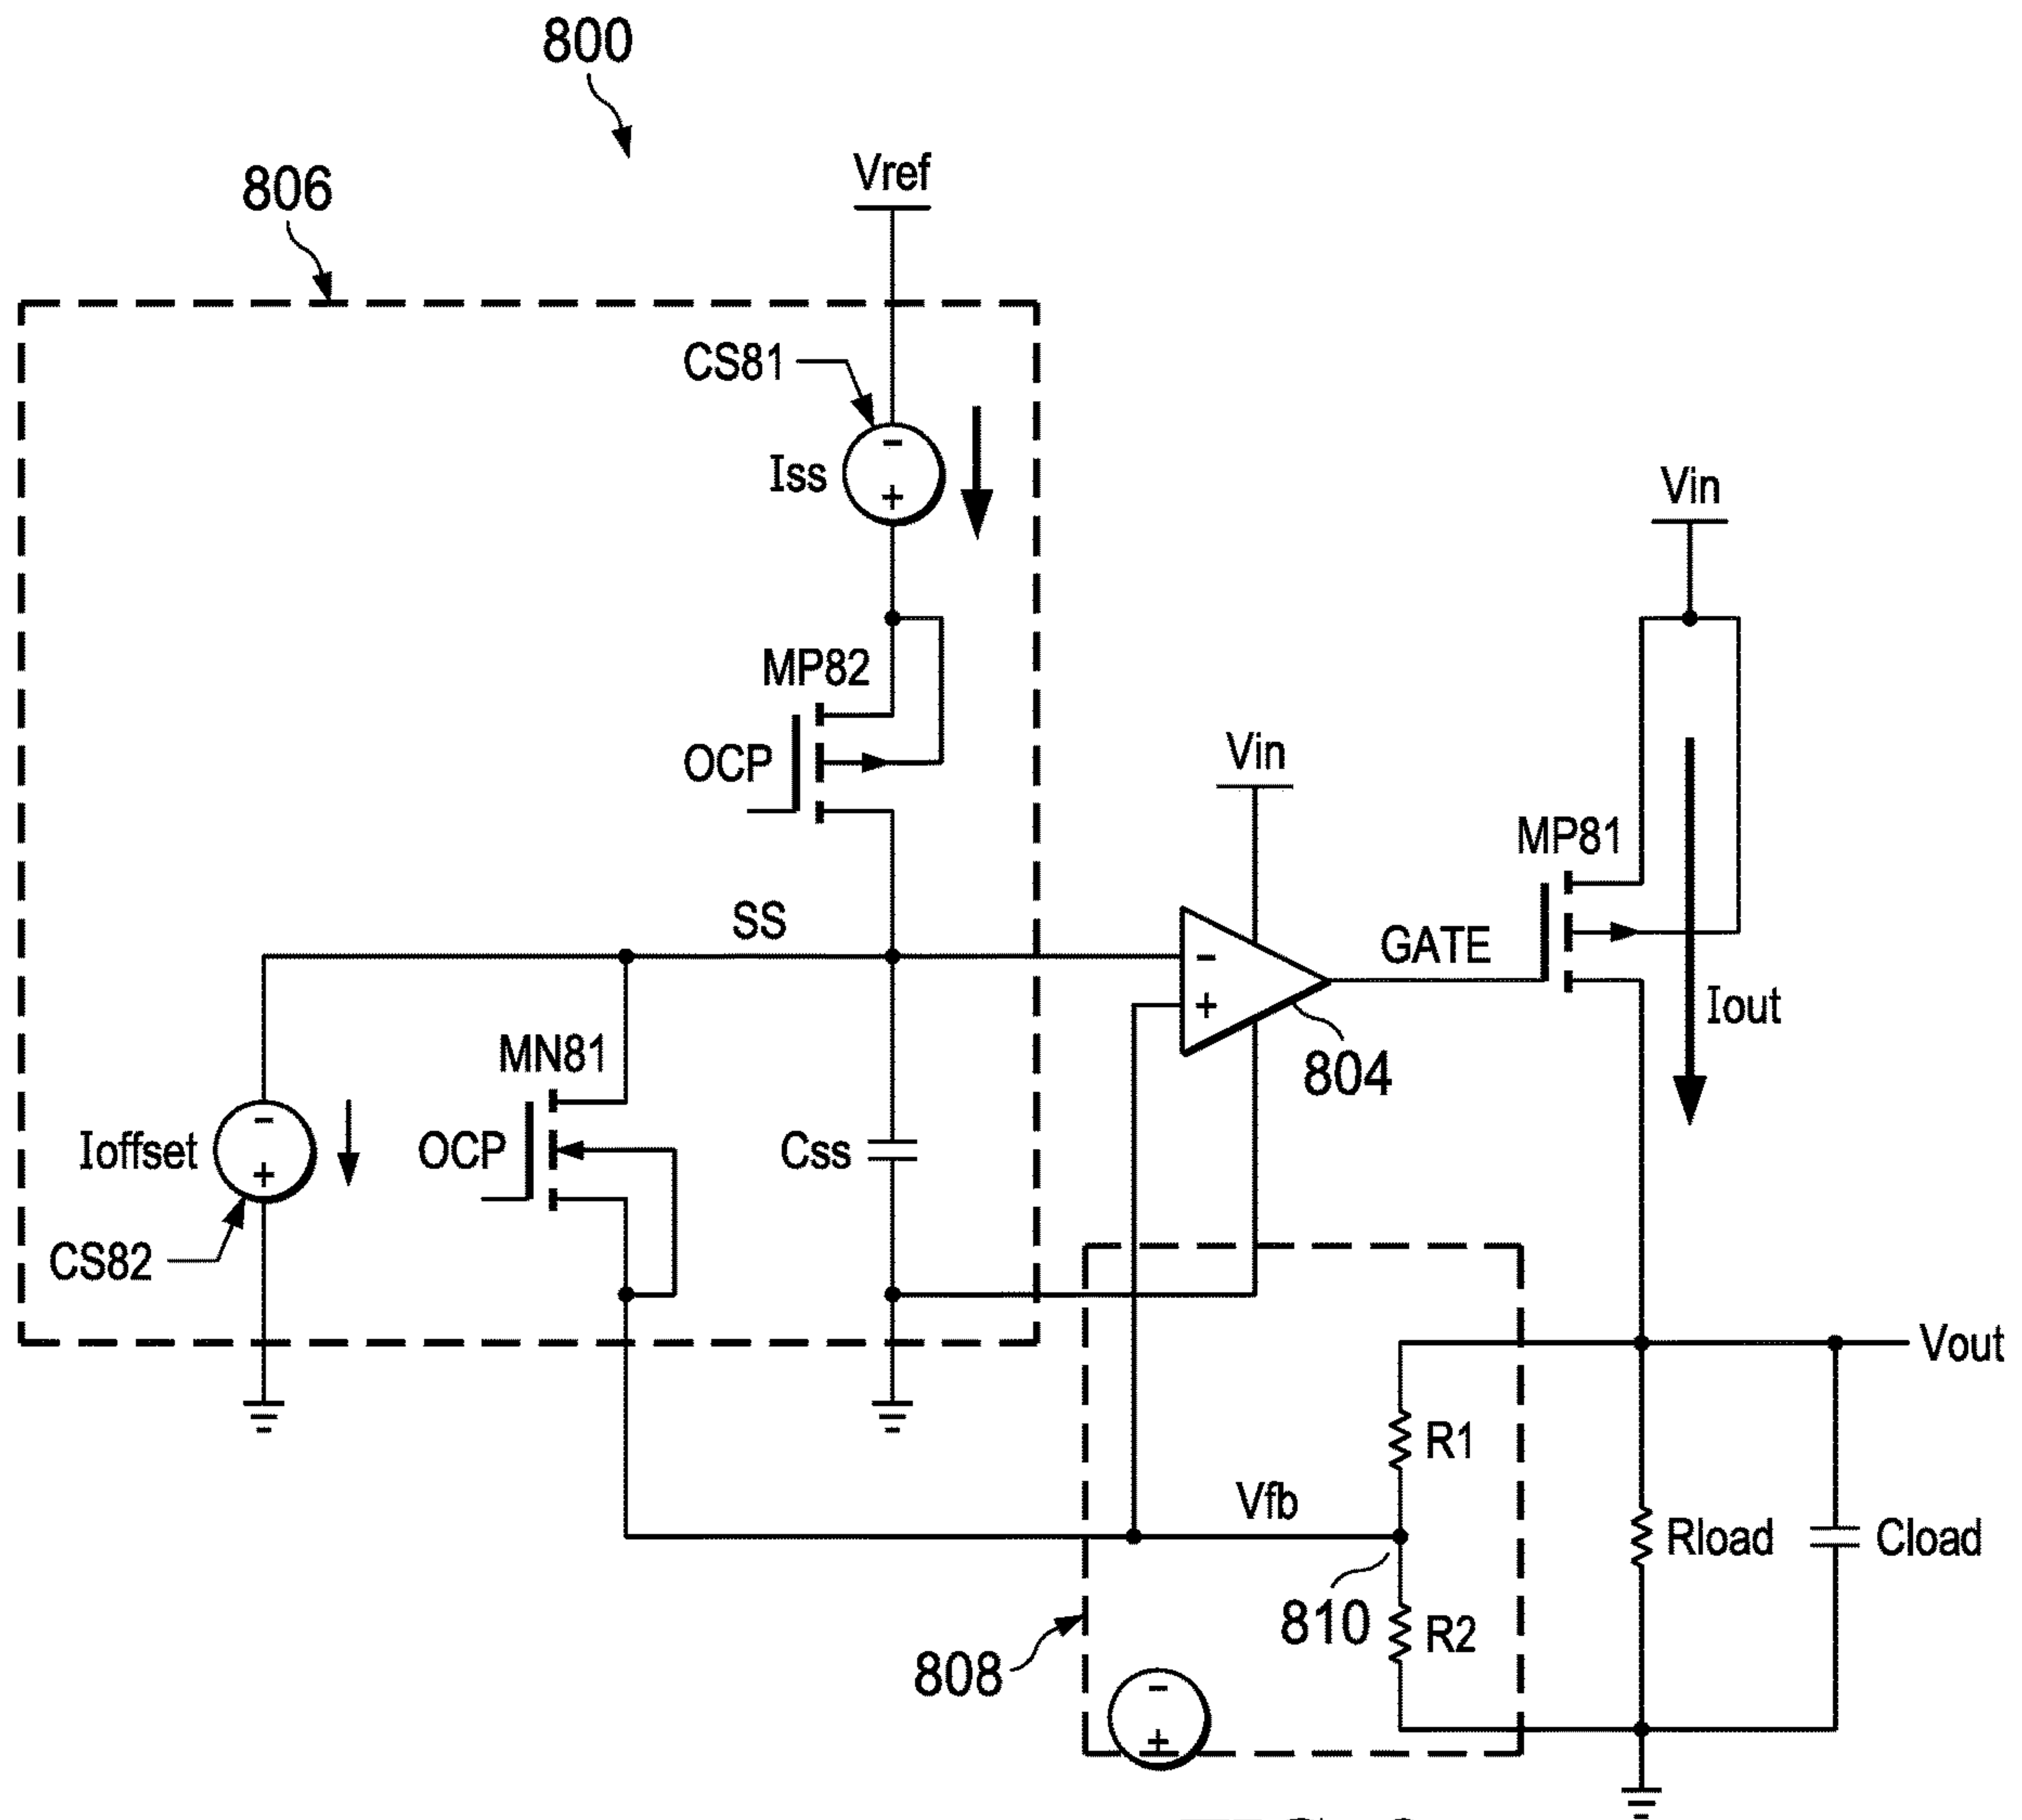 800
806
Vref
CS81
Iss
Vin
MP82
OCP
Vin
MP81
SS
GATE
Iout
MN81
804
Ioffset
OCP
Css
CS82
Vout
R1
Vfb
Rload
Cload
810
R2
808